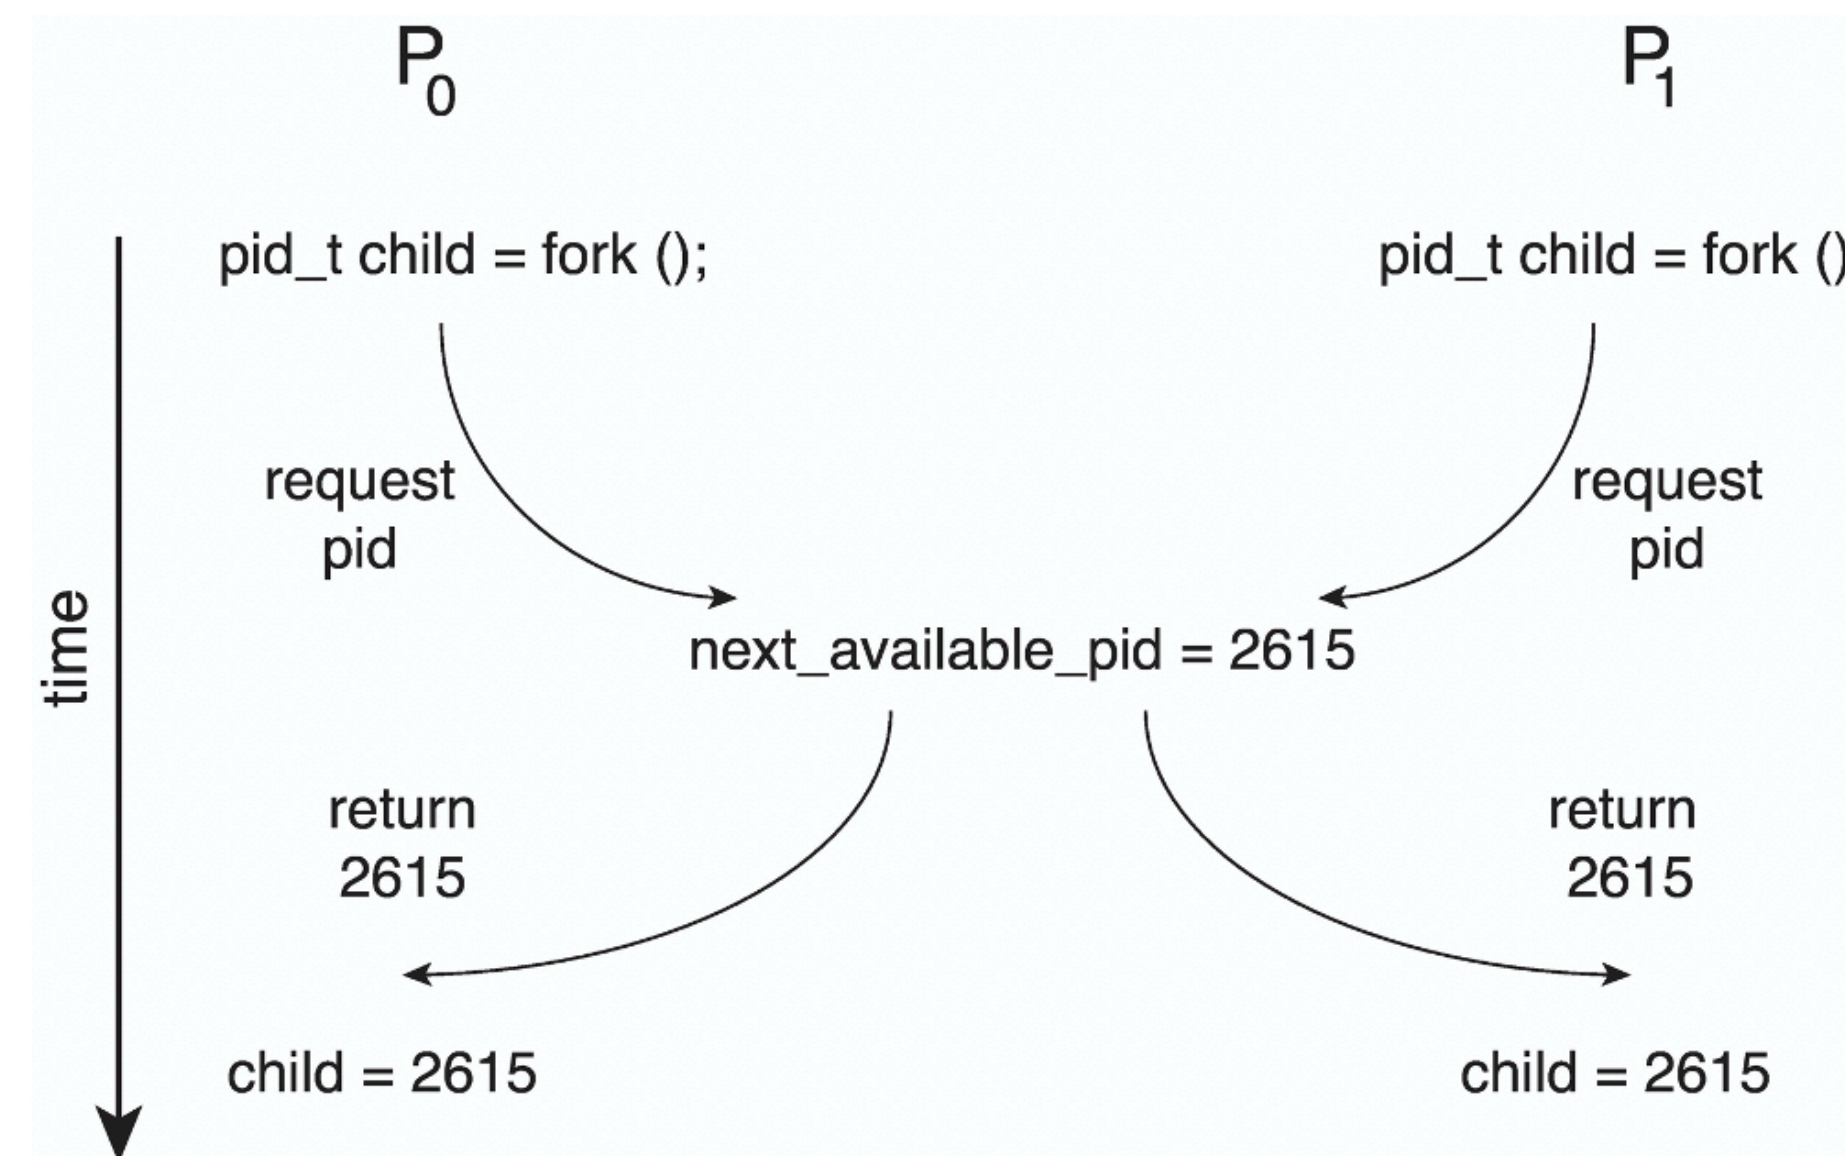 P0
P1
pid_t child = fork ();
pid_t child = fork ()
request
pid
request
pid
time
next_available_pid = 2615
return
2615
return
2615
child = 2615
child = 2615